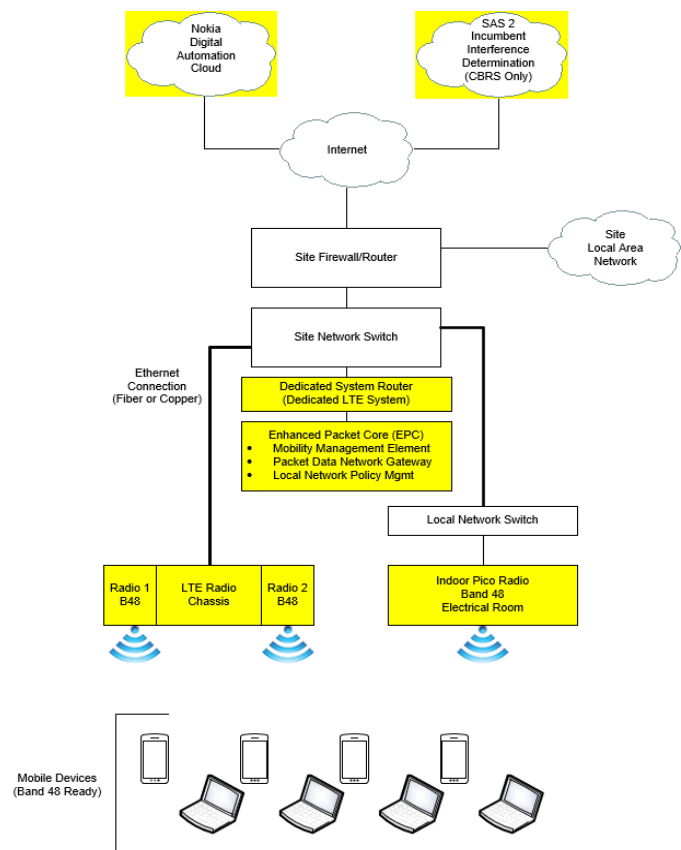 Nokia
Digital
Automation
Cloud
SAS 2
Incumbent
Interference
Determination
(CBRS Only)
Internet
Site
Local Area
Network
Site Firewall/Router
Site Network Switch
Ethernet
Connection
(Fiber or Copper)
Dedicated System Router
(Dedicated LTE System)
Enhanced Packet Core (EPC)
• Mobility Management Element
• Packet Data Network Gateway
• Local Network Policy Mgmt
Local Network Switch
Radio 1
B48
LTE Radio
Chassis
Radio 2
B48
Indoor Pico Radio
Band 48
Electrical Room
Mobile Devices
(Band 48 Ready)